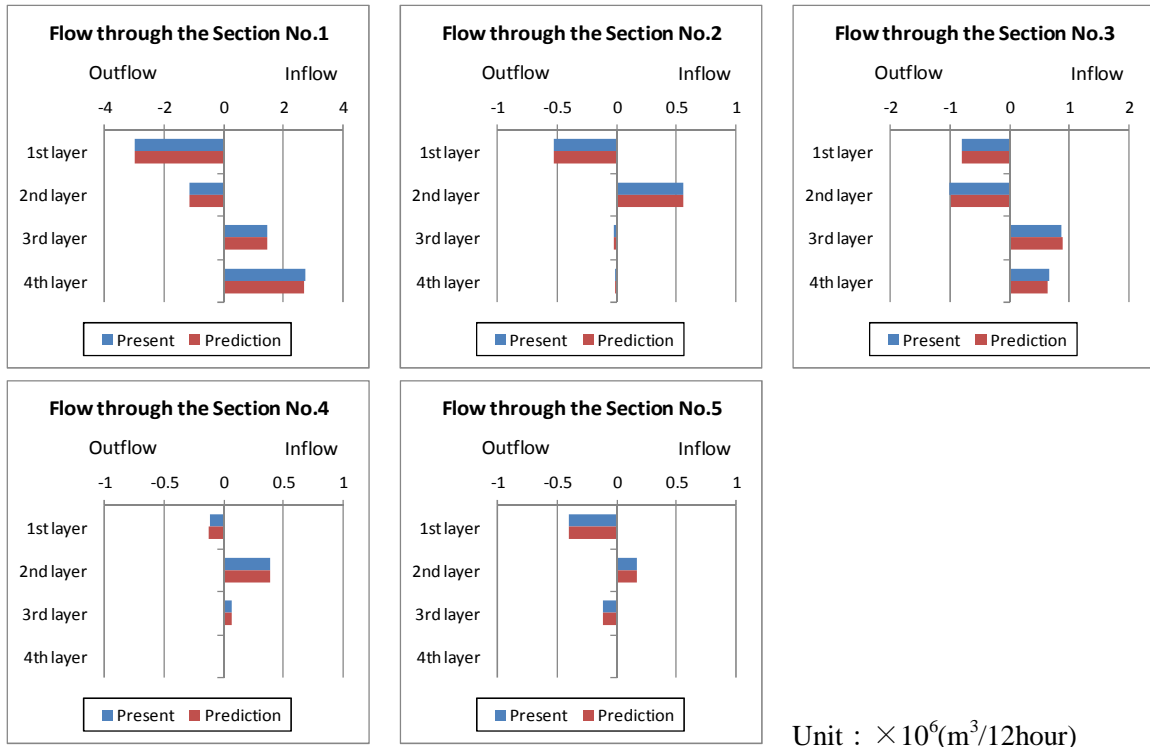 Flow through the Section No.1
Outflow Inflow
-4 -2 0 2 4
1st layer
2nd layer
3rd layer
4th layer
Present Prediction
Flow through the Section No.2
Outflow Inflow
-1 -0.5 0 0.5 1
1st layer
2nd layer
3rd layer
4th layer
Present Prediction
Flow through the Section No.3
Outflow Inflow
-2 -1 0 1 2
1st layer
2nd layer
3rd layer
4th layer
Present Prediction
Flow through the Section No.4
Outflow Inflow
-1 -0.5 0 0.5 1
1st layer
2nd layer
3rd layer
4th layer
Present Prediction
Flow through the Section No.5
Outflow Inflow
-1 -0.5 0 0.5 1
1st layer
2nd layer
3rd layer
4th layer
Present Prediction
Unit : ×10⁶(m³/12hour)